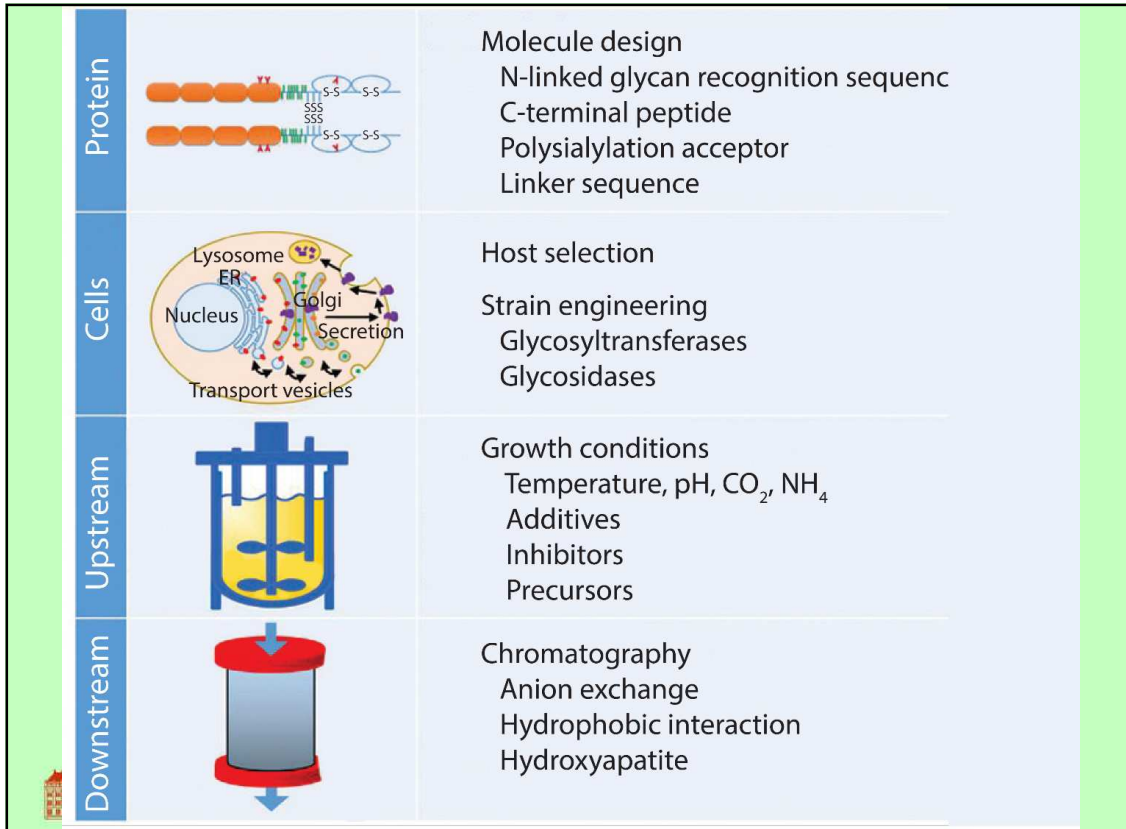 Protein
S-S
S-S
SSS
SSS
S-S
S-S
Molecule design
N-linked glycan recognition sequenc
C-terminal peptide
Polysialylation acceptor
Linker sequence
Cells
Lysosome
ER
Golgi
Nucleus
Secretion
Transport vesicles
Host selection
Strain engineering
Glycosyltransferases
Glycosidases
Upstream
Growth conditions
Temperature, pH, CO₂, NH₄
Additives
Inhibitors
Precursors
Downstream
Chromatography
Anion exchange
Hydrophobic interaction
Hydroxyapatite